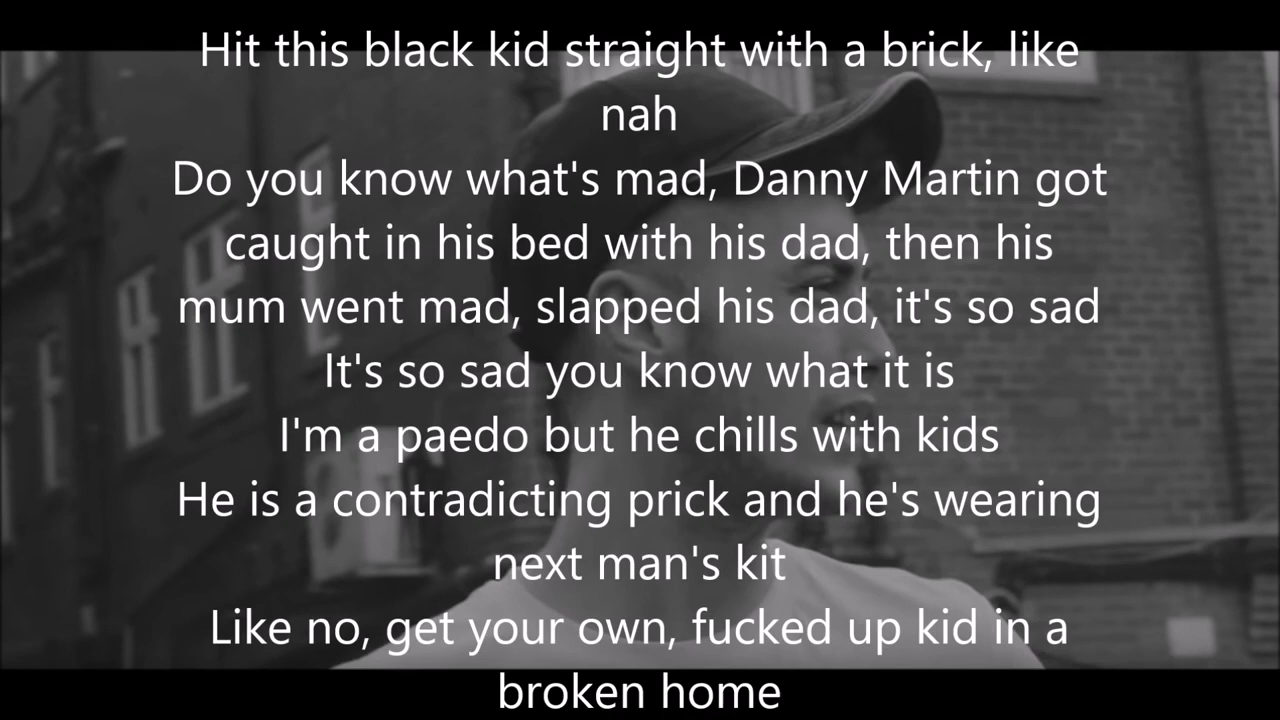 Hit this black kid straight with a brick, like
nah
Do you know what's mad, Danny Martin got
caught in his bed with his dad, then his
mum went mad, slapped his dad, it's so sad
It's so sad you know what it is
I'm a paedo but he chills with kids
He is a contradicting prick and he's wearing
next man's kit
Like no, get your own, fucked up kid in a
broken home